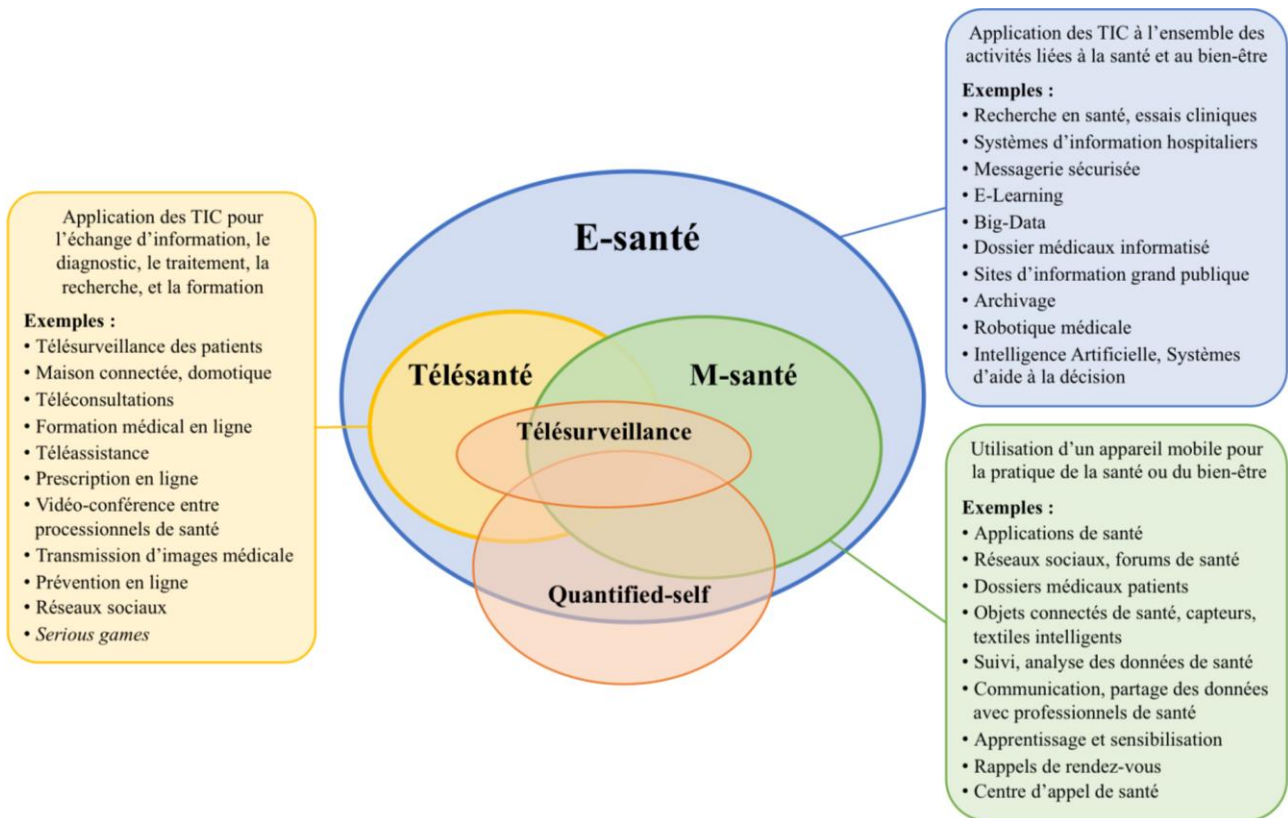 Application des TIC à l'ensemble des
activités liées à la santé et au bien-être
Exemples :
• Recherche en santé, essais cliniques
• Systèmes d'information hospitaliers
• Messagerie sécurisée
• E-Learning
• Big-Data
• Dossier médicaux informatisé
• Sites d'information grand publique
• Archivage
• Robotique médicale
• Intelligence Artificielle, Systèmes
d'aide à la décision
Application des TIC pour
l'échange d'information, le
diagnostic, le traitement, la
recherche, et la formation
Exemples :
• Télésurveillance des patients
• Maison connectée, domotique
• Téléconsultations
• Formation médical en ligne
• Téléassistance
• Prescription en ligne
• Vidéo-conférence entre
processionnels de santé
• Transmission d'images médicale
• Prévention en ligne
• Réseaux sociaux
• Serious games
E-santé
Télésanté
M-santé
Télésurveillance
Quantified-self
Utilisation d'un appareil mobile pour
la pratique de la santé ou du bien-être
Exemples :
• Applications de santé
• Réseaux sociaux, forums de santé
• Dossiers médicaux patients
• Objets connectés de santé, capteurs,
textiles intelligents
• Suivi, analyse des données de santé
• Communication, partage des données
avec professionnels de santé
• Apprentissage et sensibilisation
• Rappels de rendez-vous
• Centre d'appel de santé